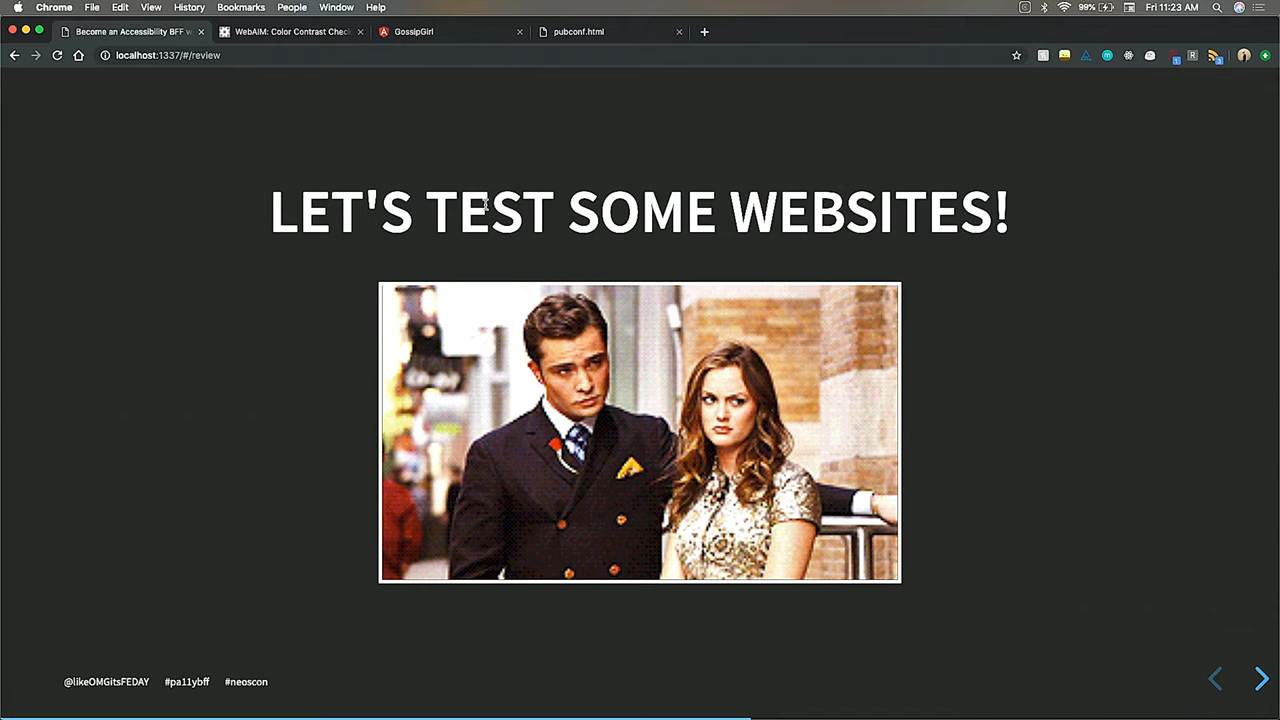 Chrome File Edit View History Bookmarks People Window Help
99% Fri 11:23 AM
Become an Accessibility BFF
WebAIM: Color Contrast Chec
GossipGirl
pubconf.html
localhost:1337/#/review
LET'S TEST SOME WEBSITES!
@likeOMGitsFEDAY #pa11ybff #neoscon